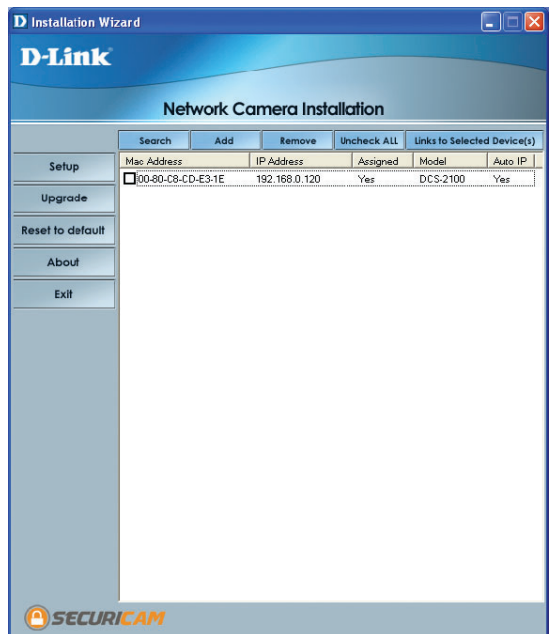 D Installation Wizard
D-Link
Network Camera Installation
Search Add Remove Uncheck ALL Links to Selected Device(s)
Mac Address IP Address Assigned Model Auto IP
00-80-C8-CD-E3-1E 192.168.0.120 Yes DCS-2100 Yes
Setup
Upgrade
Reset to default
About
Exit
SECURICAM